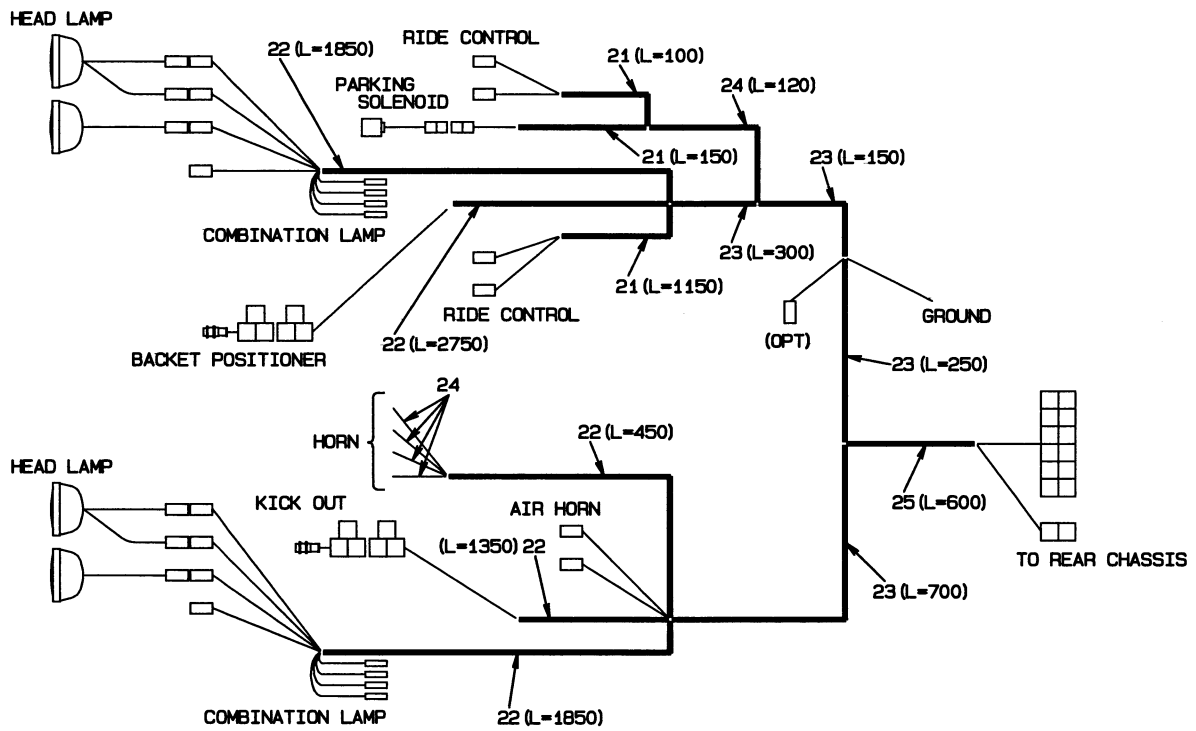 HEAD LAMP
22 (L=1850)
RIDE CONTROL
21 (L=100)
PARKING
SOLENOID
24 (L=120)
21 (L=150)
23 (L=150)
COMBINATION LAMP
23 (L=300)
21 (L=1150)
RIDE CONTROL
GROUND
(OPT)
22 (L=2750)
BACKET POSITIONER
23 (L=250)
24
HORN
22 (L=450)
HEAD LAMP
KICK OUT
AIR HORN
25 (L=600)
(L=1350) 22
TO REAR CHASSIS
23 (L=700)
COMBINATION LAMP
22 (L=1850)